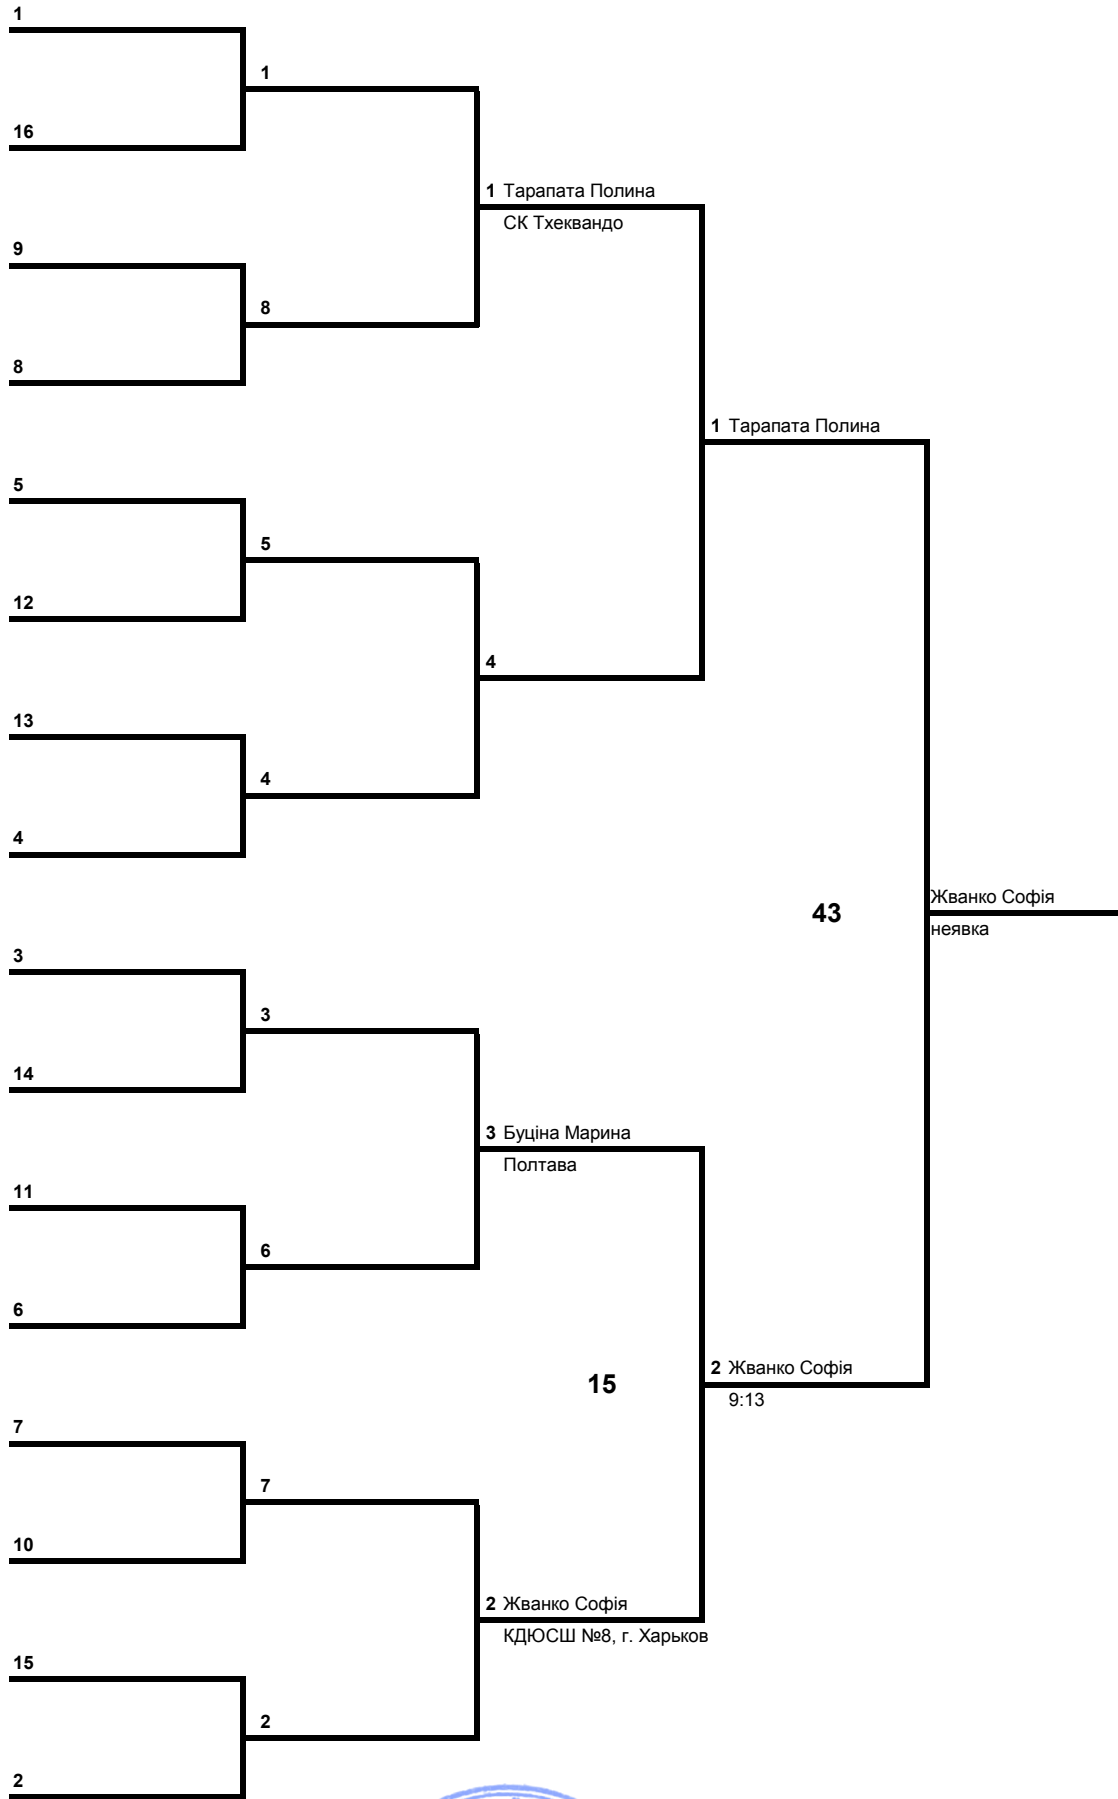 1
1
16
1 Тарапата Полина
СК Тхеквандо
9
8
8
1 Тарапата Полина
5
5
12
4
13
4
4
43
Жванко Софія
неявка
3
3
14
3 Буціна Марина
Полтава
11
6
6
15
2 Жванко Софія
9:13
7
7
10
2 Жванко Софія
КДЮСШ №8, г. Харьков
15
2
2